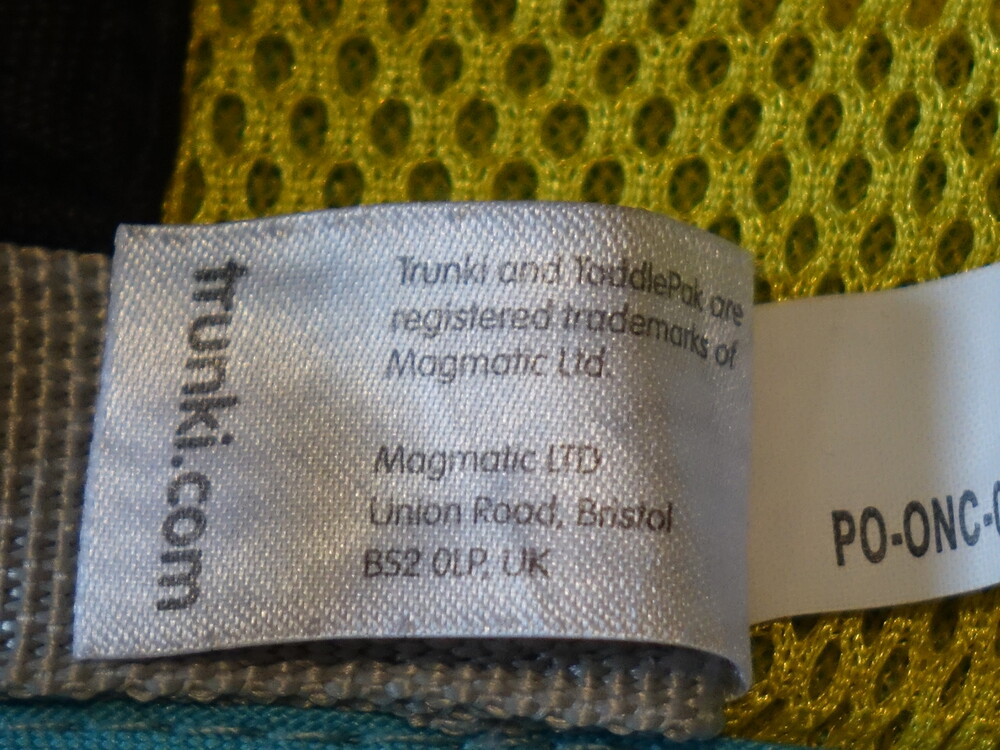 trunki.com
Trunki and ToddlePak are
registered trademarks of
Magmatic Ltd.
Magmatic LTD
Union Road, Bristol
BS2 0LP, UK
PO-ONC-